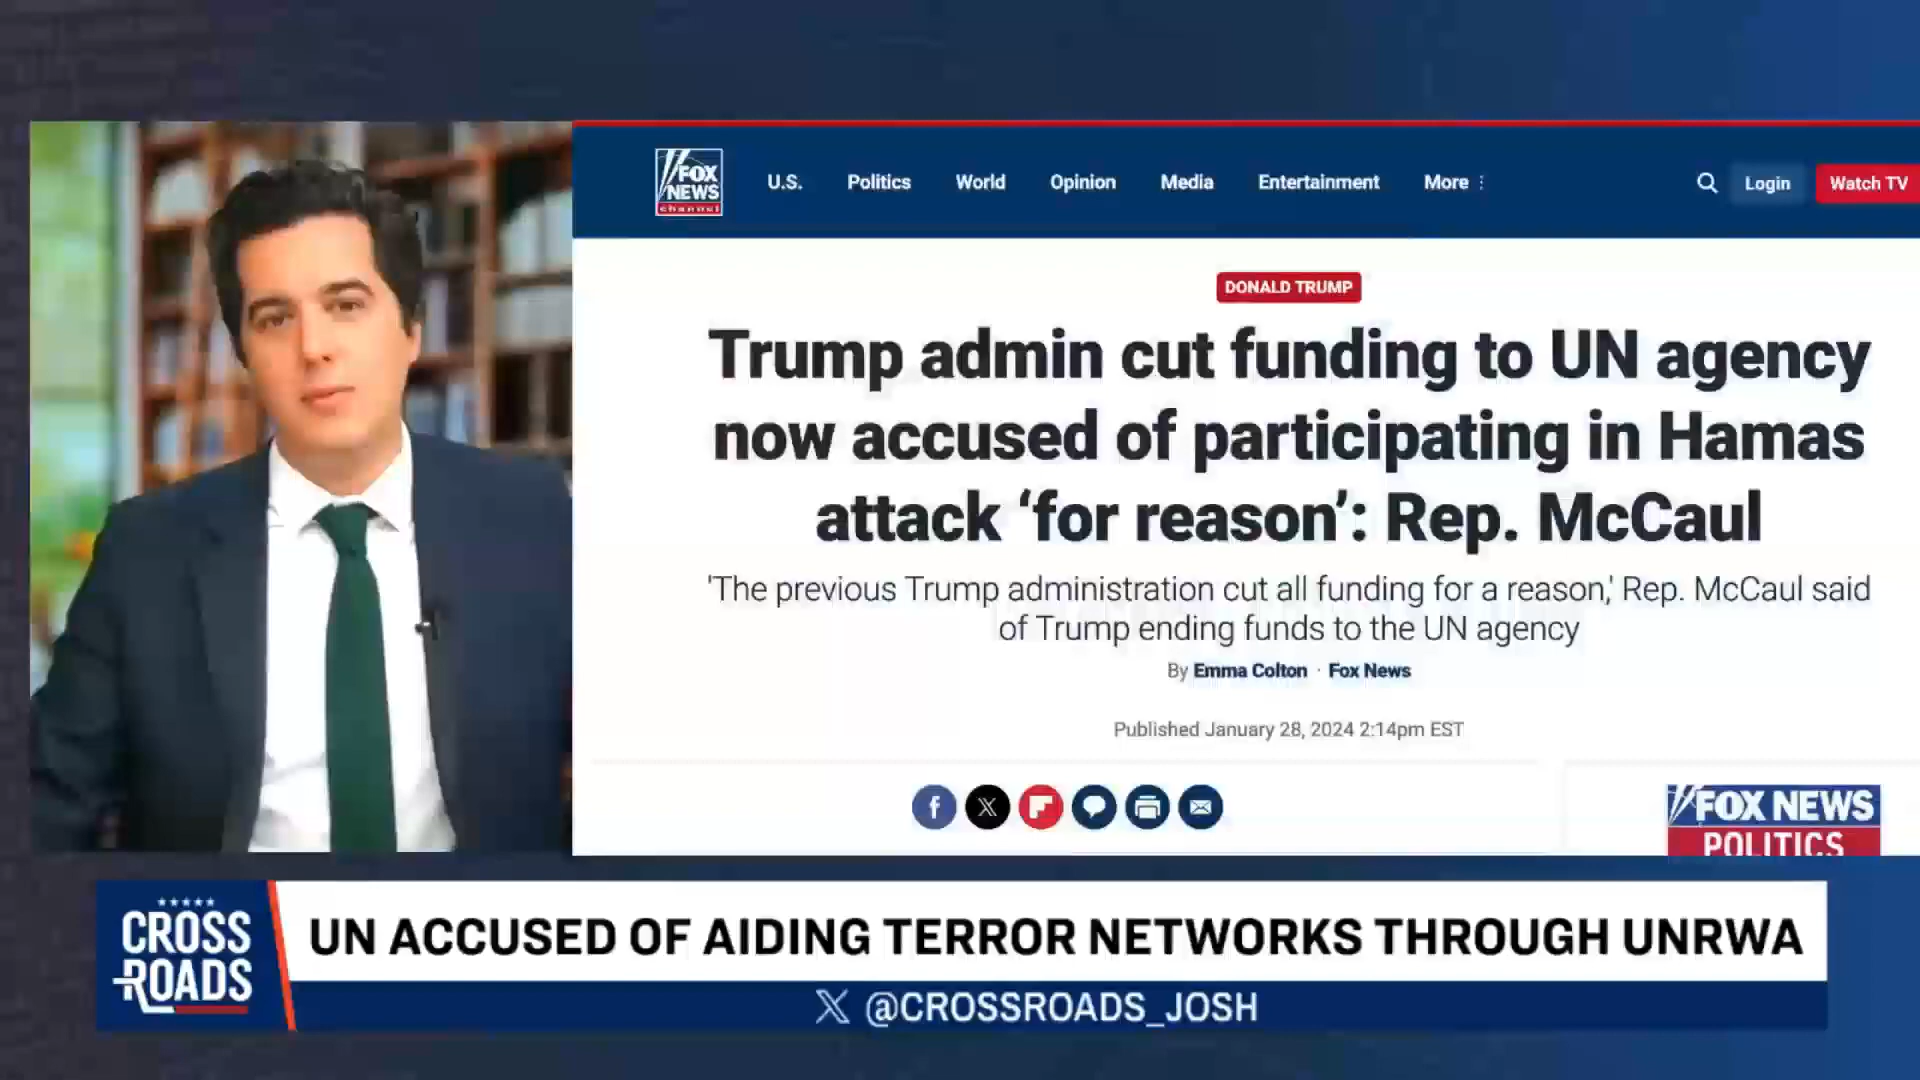 FOX
NEWS
channel
U.S. Politics World Opinion Media Entertainment More Login Watch TV
DONALD TRUMP
Trump admin cut funding to UN agency
now accused of participating in Hamas
attack ‘for reason’: Rep. McCaul
'The previous Trump administration cut all funding for a reason,' Rep. McCaul said
of Trump ending funds to the UN agency
By Emma Colton · Fox News
Published January 28, 2024 2:14pm EST
FOX NEWS
POLITICS
CROSS
ROADS
UN ACCUSED OF AIDING TERROR NETWORKS THROUGH UNRWA
X @CROSSROADS_JOSH